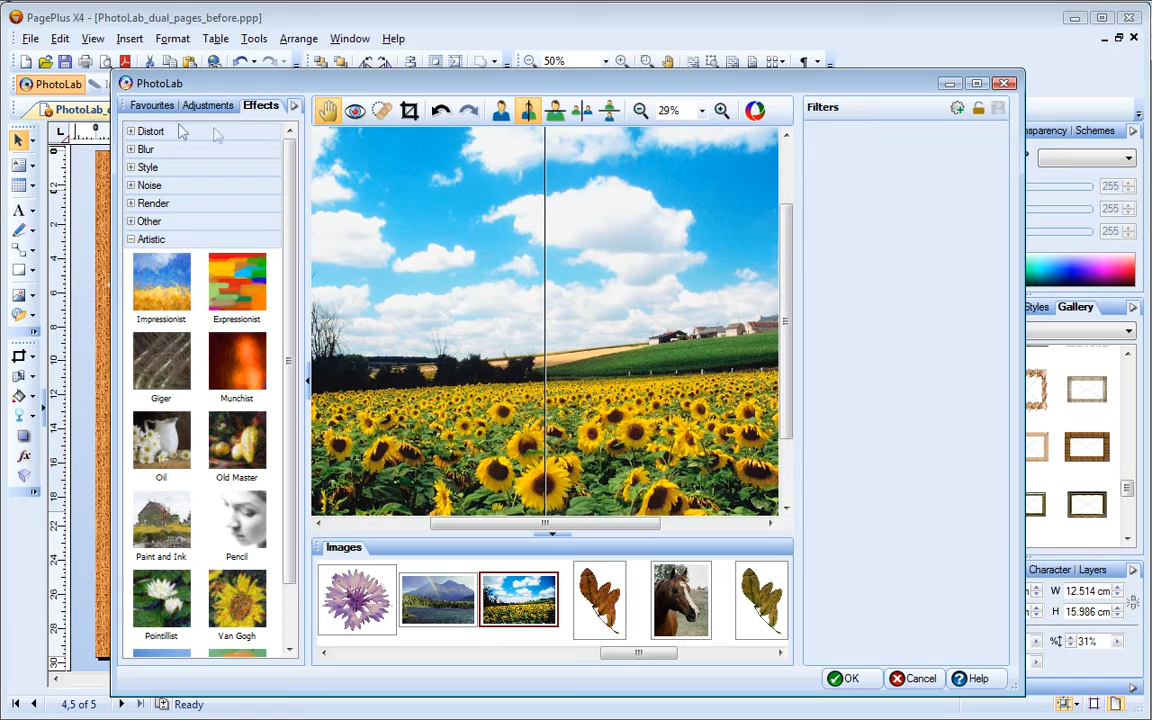 PagePlus X4 - [PhotoLab_dual_pages_before.ppp]
File Edit View Insert Format Table Tools Arrange Window Help
50%
PhotoLab
PhotoLab
PhotoLab_d
Favourites Adjustments Effects
29%
Filters
Distort
Blur
Style
Noise
Render
Other
Artistic
Impressionist Expressionist
Giger Munchist
Oil Old Master
Paint and Ink Pencil
Pointillist Van Gogh
Images
OK Cancel Help
nsparency Schemes
255
255
255
Styles Gallery
Character Layers
W 12.514 cm
H 15.986 cm
31%
4,5 of 5 Ready